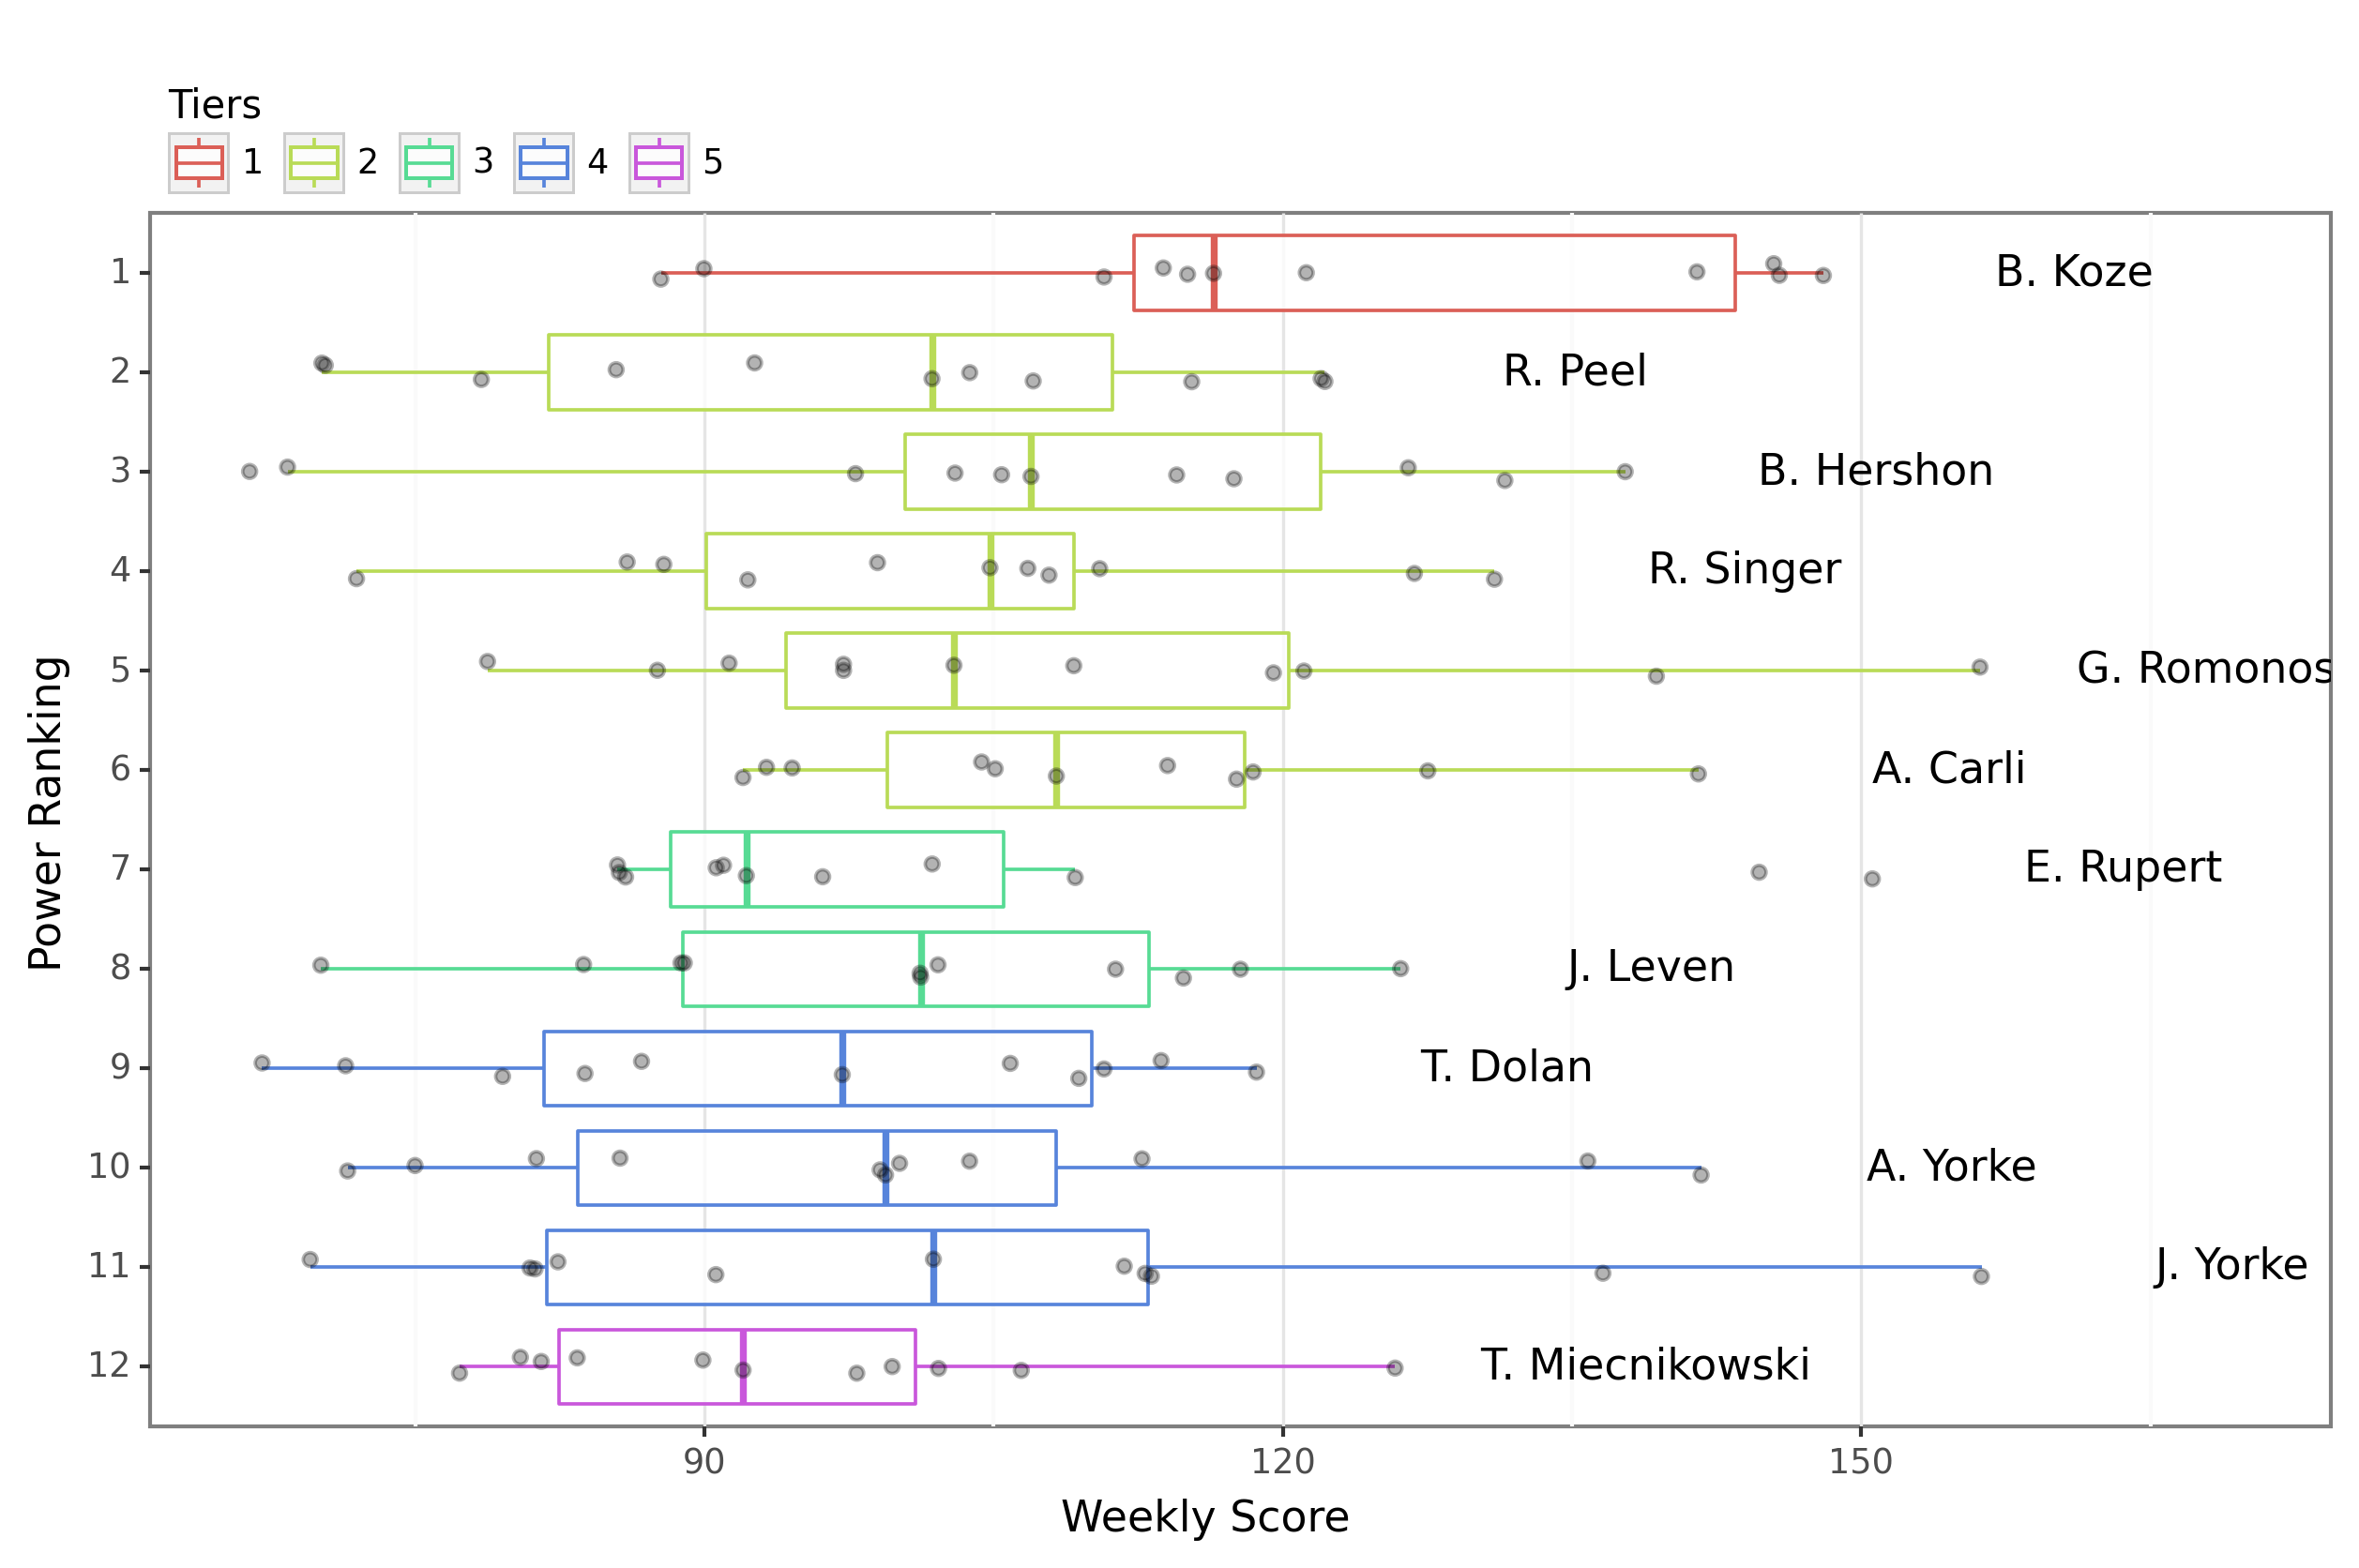 Tiers
1 2 3 4 5
1 B. Koze
2 R. Peel
3 B. Hershon
4 R. Singer
5 G. Romonos
6 A. Carli
7 E. Rupert
8 J. Leven
9 T. Dolan
10 A. Yorke
11 J. Yorke
12 T. Miecnikowski
Power Ranking
90 120 150
Weekly Score